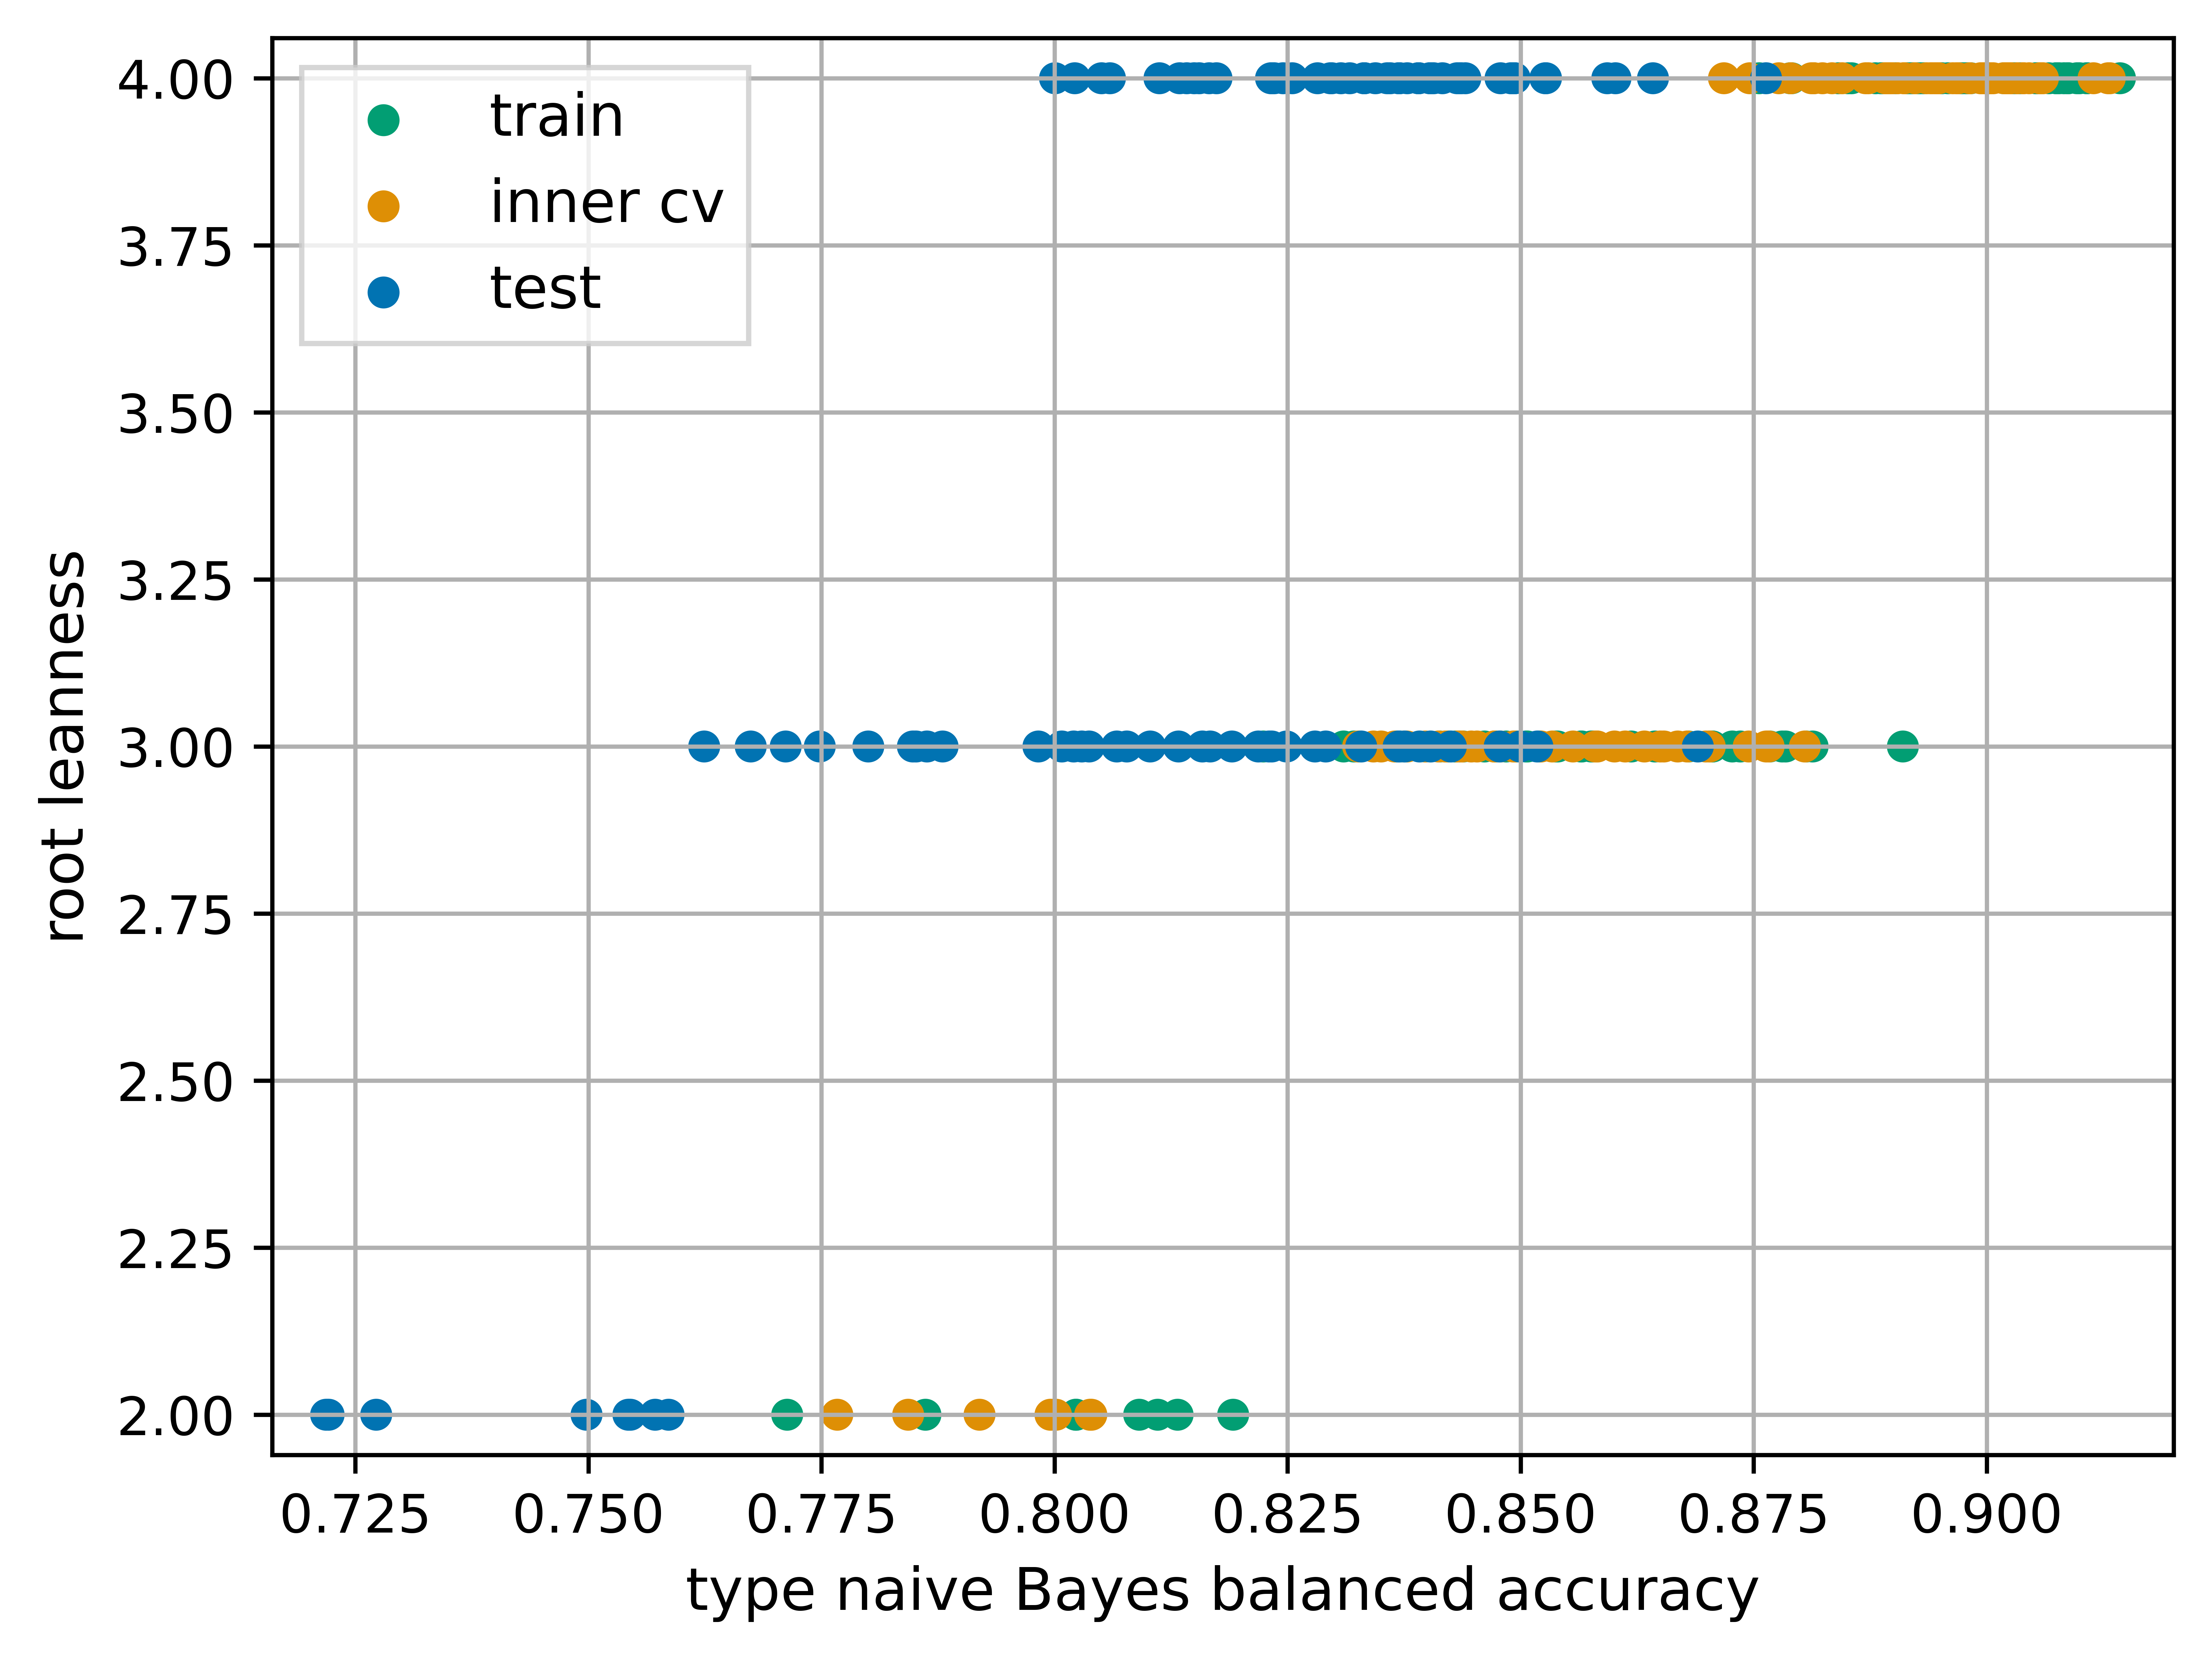 4.00
3.75
3.50
3.25
3.00
2.75
2.50
2.25
2.00
root leanness
train
inner cv
test
0.725 0.750 0.775 0.800 0.825 0.850 0.875 0.900
type naive Bayes balanced accuracy